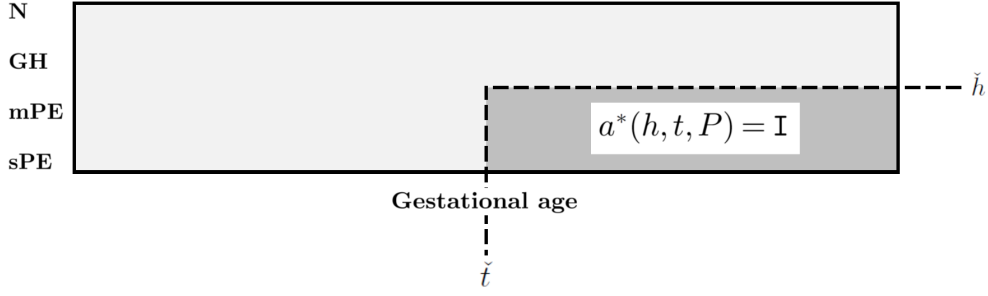 N
GH
ȟ
mPE
a*(h, t, P) = I
sPE
Gestational age
ť